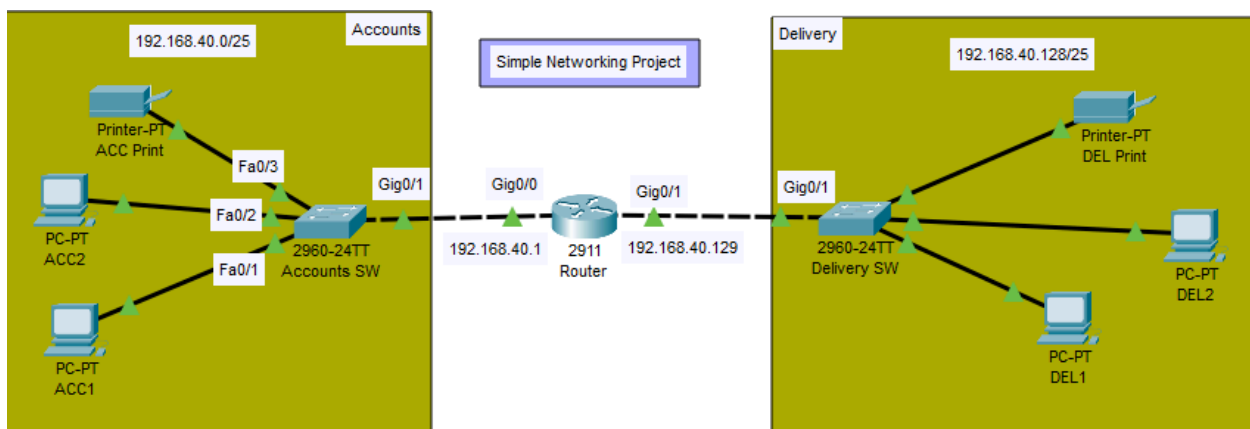 192.168.40.0/25
Accounts
Printer-PT
ACC Print
Fa0/3
PC-PT
ACC2
Fa0/2
Gig0/1
2960-24TT
Accounts SW
Fa0/1
PC-PT
ACC1
Simple Networking Project
Gig0/0
Gig0/1
192.168.40.1
2911
Router
192.168.40.129
Delivery
192.168.40.128/25
Printer-PT
DEL Print
Gig0/1
2960-24TT
Delivery SW
PC-PT
DEL2
PC-PT
DEL1